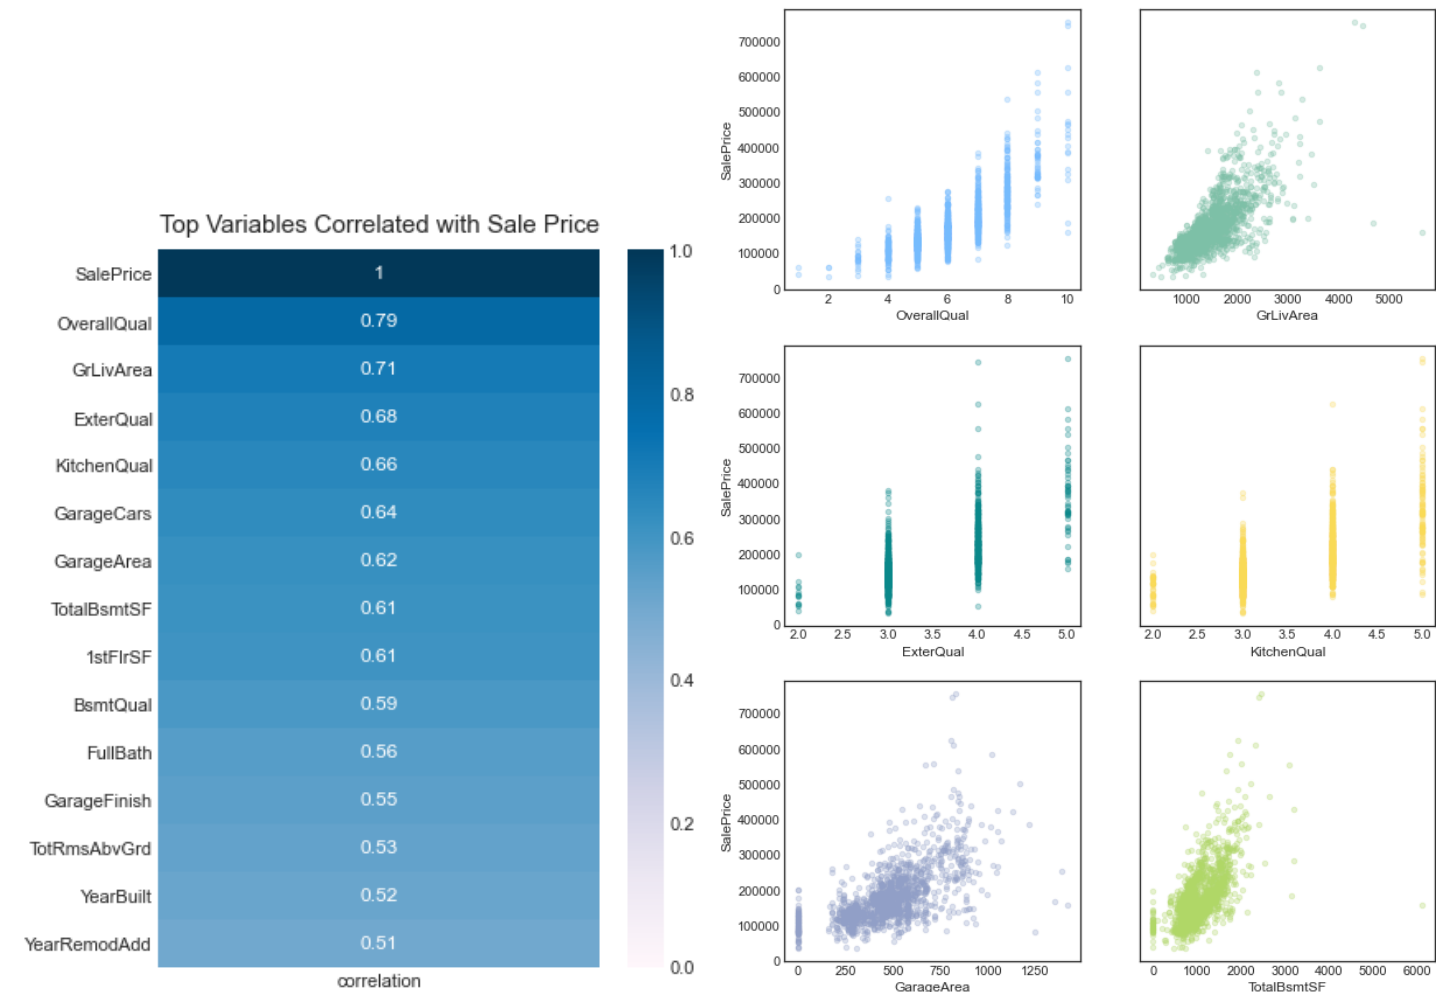 Top Variables Correlated with Sale Price
SalePrice 1
OverallQual 0.79
GrLivArea 0.71
ExterQual 0.68
KitchenQual 0.66
GarageCars 0.64
GarageArea 0.62
TotalBsmtSF 0.61
1stFlrSF 0.61
BsmtQual 0.59
FullBath 0.56
GarageFinish 0.55
TotRmsAbvGrd 0.53
YearBuilt 0.52
YearRemodAdd 0.51
correlation
1.0
0.8
0.6
0.4
0.2
0.0
SalePrice
700000
600000
500000
400000
300000
200000
100000
0
2 4 6 8 10
OverallQual
1000 2000 3000 4000 5000
GrLivArea
SalePrice
700000
600000
500000
400000
300000
200000
100000
0
2.0 2.5 3.0 3.5 4.0 4.5 5.0
ExterQual
2.0 2.5 3.0 3.5 4.0 4.5 5.0
KitchenQual
SalePrice
700000
600000
500000
400000
300000
200000
100000
0
0 250 500 750 1000 1250
GarageArea
0 1000 2000 3000 4000 5000 6000
TotalBsmtSF